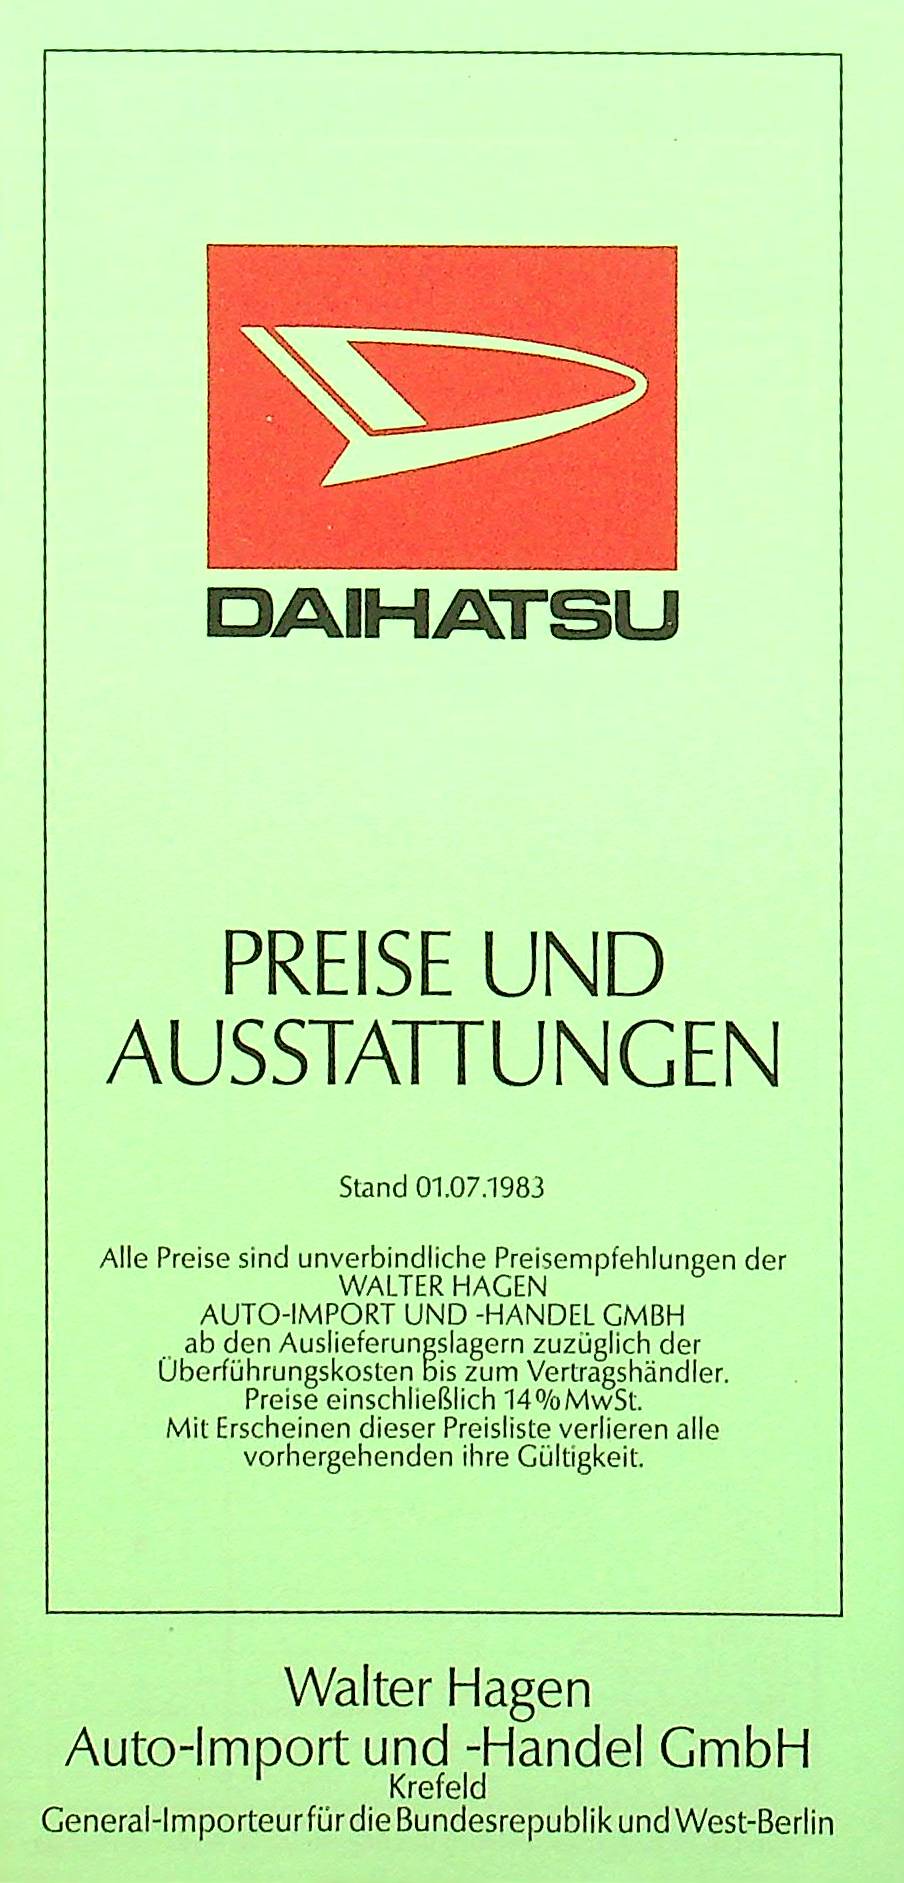 DAIHATSU
PREISE UND
AUSSTATTUNGEN
Stand 01.07.1983
Alle Preise sind unverbindliche Preisempfehlungen der
WALTER HAGEN
AUTO-IMPORT UND -HANDEL GMBH
ab den Auslieferungslagern zuzüglich der
Überführungskosten bis zum Vertragshändler.
Preise einschließlich 14% MwSt.
Mit Erscheinen dieser Preisliste verlieren alle
vorhergehenden ihre Gültigkeit.
Walter Hagen
Auto-Import und -Handel GmbH
Krefeld
General-Importeur für die Bundesrepublik und West-Berlin